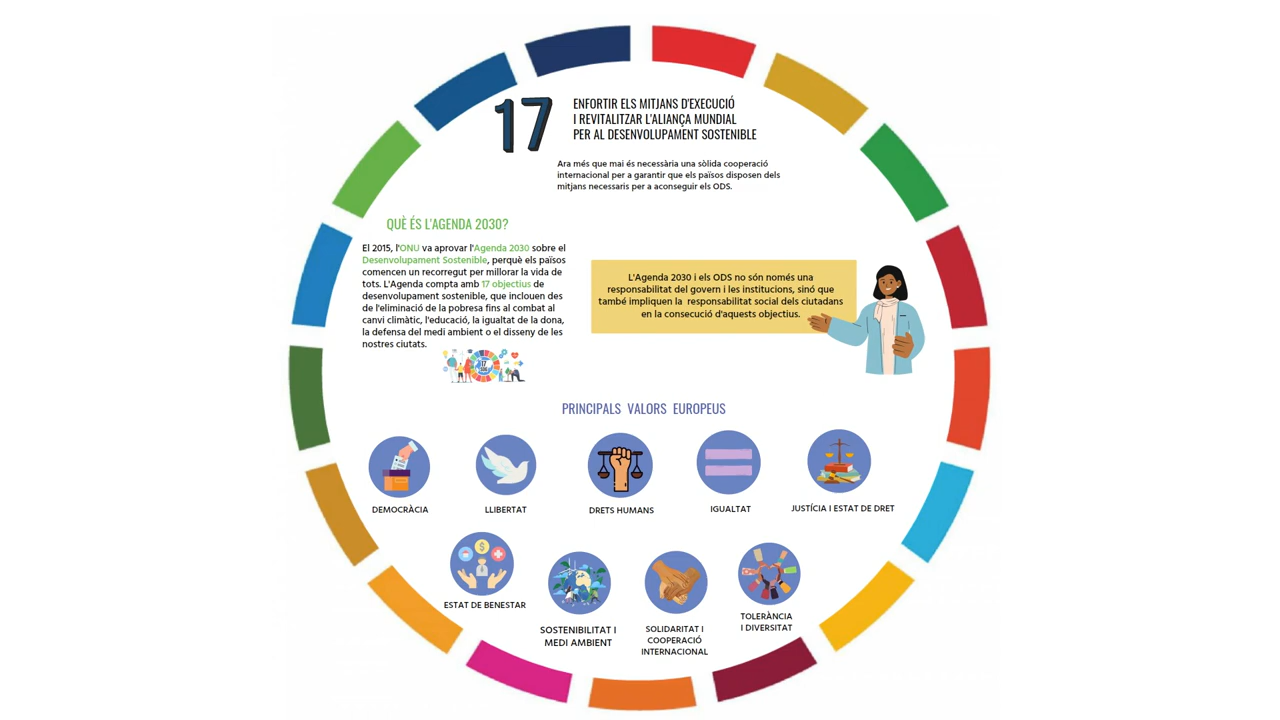 17
ENFORTIR ELS MITJANS D'EXECUCIÓ
I REVITALITZAR L'ALIANÇA MUNDIAL
PER AL DESENVOLUPAMENT SOSTENIBLE
Ara més que mai és necessària una sòlida cooperació
internacional per a garantir que els països disposen dels
mitjans necessaris per a aconseguir els ODS.
QUÈ ÉS L'AGENDA 2030?
El 2015, l'ONU va aprovar l'Agenda 2030 sobre el
Desenvolupament Sostenible, perquè els països
comencen un recorregut per millorar la vida de
tots. L'Agenda compta amb 17 objectius de
desenvolupament sostenible, que inclouen des
de l'eliminació de la pobresa fins al combat al
canvi climàtic, l'educació, la igualtat de la dona,
la defensa del medi ambient o el disseny de les
nostres ciutats.
17
L'Agenda 2030 i els ODS no són només una
responsabilitat del govern i les institucions, sinó que
també impliquen la responsabilitat social dels ciutadans
en la consecució d'aquests objectius.
PRINCIPALS VALORS EUROPEUS
DEMOCRÀCIA
LLIBERTAT
DRETS HUMANS
IGUALTAT
JUSTÍCIA I ESTAT DE DRET
ESTAT DE BENESTAR
SOSTENIBILITAT I
MEDI AMBIENT
SOLIDARITAT I
COOPERACIÓ
INTERNACIONAL
TOLERÀNCIA
I DIVERSITAT